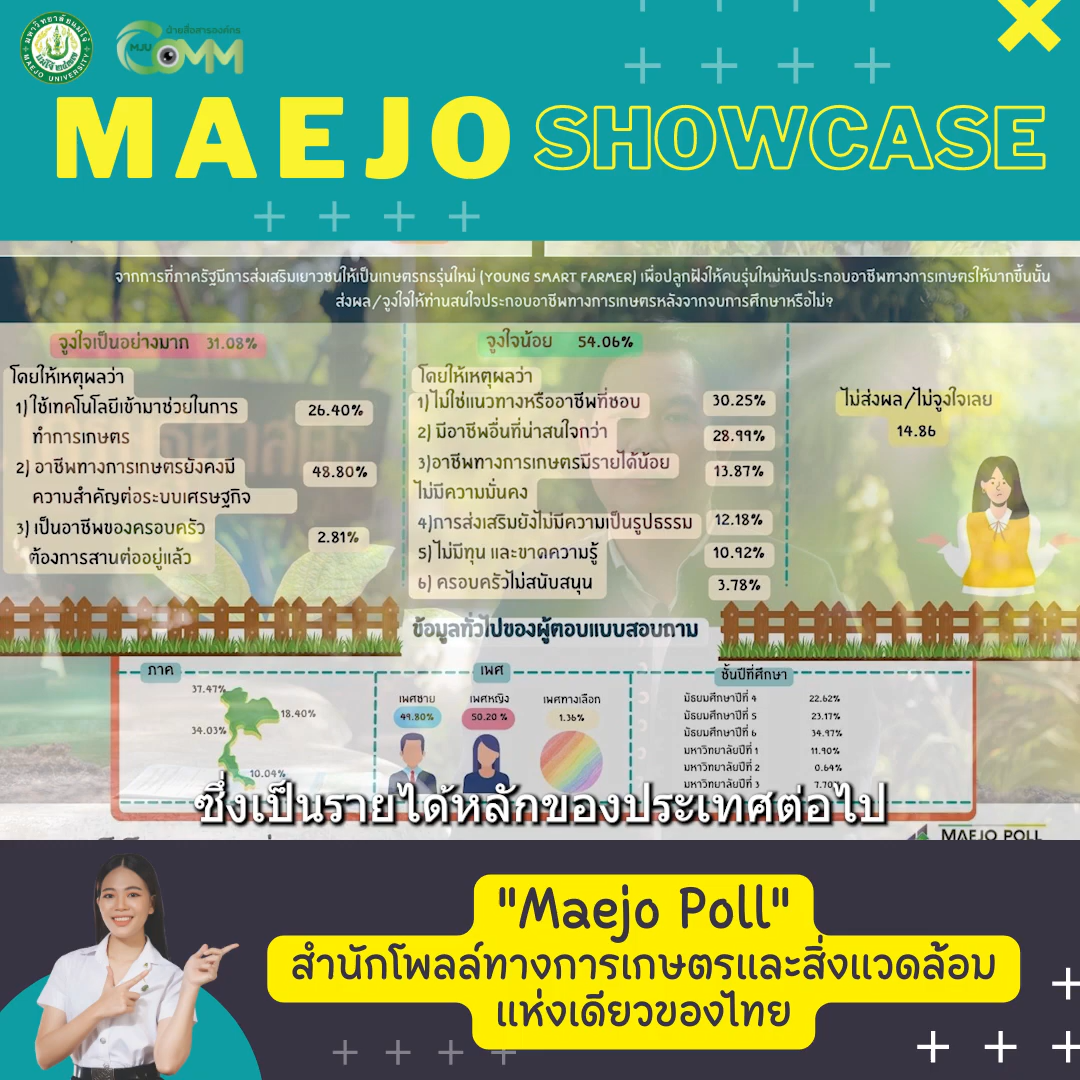 มหาวิทยาลัยแม่โจ้
MAEJO UNIVERSITY
ฝ่ายสื่อสารองค์กร
MJU
COMM
MAEJO SHOWCASE
จากการที่ภาครัฐมีการส่งเสริมเยาวชนให้เป็นเกษตรกรรุ่นใหม่ (YOUNG SMART FARMER) เพื่อปลูกฝังให้คนรุ่นใหม่หันประกอบอาชีพทางการเกษตรให้มากขึ้นนั้น
ส่งผล/จูงใจให้ท่านสนใจประกอบอาชีพทางการเกษตรหลังจากจบการศึกษาหรือไม่?
จูงใจเป็นอย่างมาก 31.08%
โดยให้เหตุผลว่า
1) ใช้เทคโนโลยีเข้ามาช่วยในการ 26.40%
ทำการเกษตร
2) อาชีพทางการเกษตรยังคงมี 48.80%
ความสำคัญต่อระบบเศรษฐกิจ
3) เป็นอาชีพของครอบครัว 2.81%
ต้องการสานต่ออยู่แล้ว
จูงใจน้อย 54.06%
โดยให้เหตุผลว่า
1) ไม่ใช่แนวทางหรืออาชีพที่ชอบ 30.25%
2) มีอาชีพอื่นที่น่าสนใจกว่า 28.99%
3)อาชีพทางการเกษตรมีรายได้น้อย 13.87%
ไม่มีความมั่นคง
4)การส่งเสริมยังไม่มีความเป็นรูปธรรม 12.18%
5) ไม่มีทุน และขาดความรู้ 10.92%
6) ครอบครัวไม่สนับสนุน 3.78%
ไม่ส่งผล/ไม่จูงใจเลย
14.86
ข้อมูลทั่วไปของผู้ตอบแบบสอบถาม
ภาค
37.47%
18.40%
34.03%
10.04%
เพศ
เพศชาย เพศหญิง เพศทางเลือก
49.80% 50.20 % 1.36%
ชั้นปีที่ศึกษา
มัธยมศึกษาปีที่ 4 22.62%
มัธยมศึกษาปีที่ 5 23.17%
มัธยมศึกษาปีที่ 6 34.97%
มหาวิทยาลัยปีที่ 1 11.90%
มหาวิทยาลัยปีที่ 2 0.64%
มหาวิทยาลัยปีที่ 3 7.70%
ซึ่งเป็นรายได้หลักของประเทศต่อไป
MAEJO POLL
"Maejo Poll"
สำนักโพลล์ทางการเกษตรและสิ่งแวดล้อม
แห่งเดียวของไทย